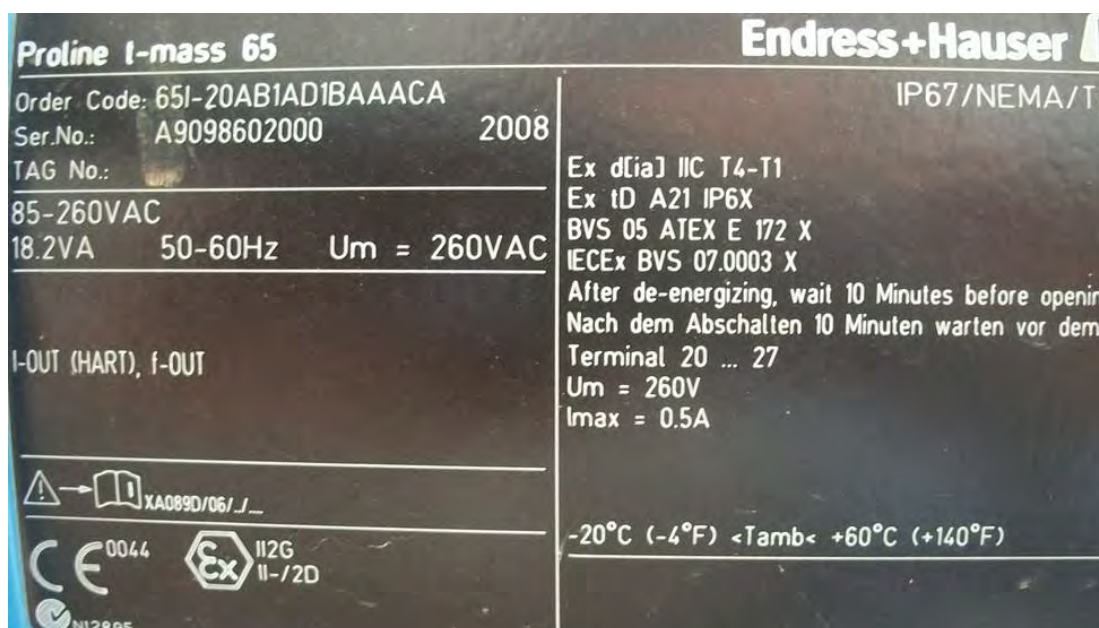 Proline t-mass 65
Endress+Hauser
Order Code: 65I-20AB1AD1BAAACA
Ser.No.: A9098602000 2008
TAG No.:
85-260VAC
18.2VA 50-60Hz Um = 260VAC
I-OUT (HART), f-OUT
XA089D/06/../...
CE 0044
Ex II2G
II-/2D
N12895
IP67/NEMA/T
Ex d[ia] IIC T4-T1
Ex tD A21 IP6X
BVS 05 ATEX E 172 X
IECEx BVS 07.0003 X
After de-energizing, wait 10 Minutes before openin
Nach dem Abschalten 10 Minuten warten vor dem
Terminal 20 ... 27
Um = 260V
Imax = 0.5A
-20°C (-4°F) <Tamb< +60°C (+140°F)